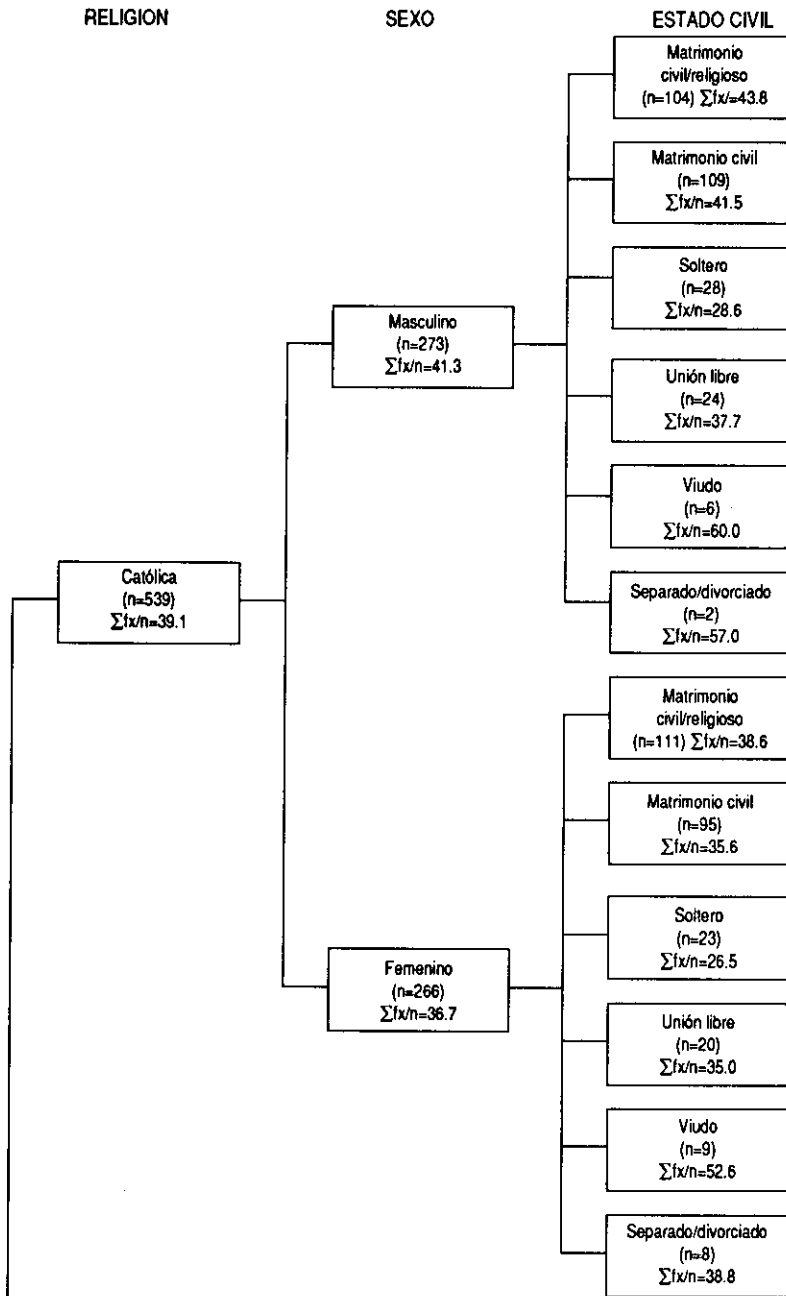 RELIGION SEXO ESTADO CIVIL
Matrimonio
civil/religioso
(n=104) ∑fx/=43.8
Matrimonio civil
(n=109)
∑fx/n=41.5
Soltero
(n=28)
∑fx/n=28.6
Masculino
(n=273)
∑fx/n=41.3
Unión libre
(n=24)
∑fx/n=37.7
Viudo
(n=6)
∑fx/n=60.0
Católica
(n=539)
∑fx/n=39.1
Separado/divorciado
(n=2)
∑fx/n=57.0
Matrimonio
civil/religioso
(n=111) ∑fx/n=38.6
Matrimonio civil
(n=95)
∑fx/n=35.6
Soltero
(n=23)
∑fx/n=26.5
Femenino
(n=266)
∑fx/n=36.7
Unión libre
(n=20)
∑fx/n=35.0
Viudo
(n=9)
∑fx/n=52.6
Separado/divorciado
(n=8)
∑fx/n=38.8